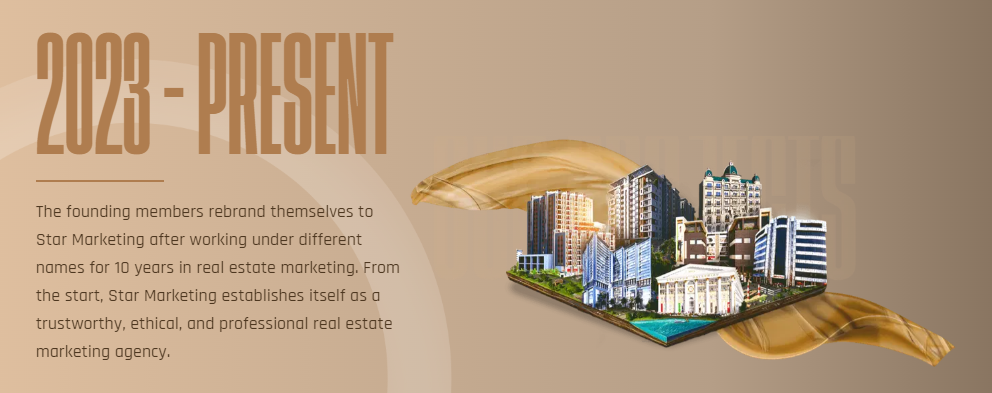 2023 - PRESENT
The founding members rebrand themselves to
Star Marketing after working under different
names for 10 years in real estate marketing. From
the start, Star Marketing establishes itself as a
trustworthy, ethical, and professional real estate
marketing agency.